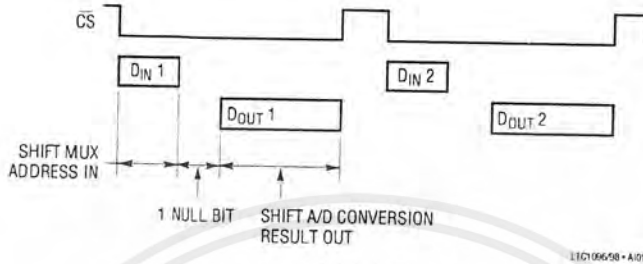 CS
DIN 1
DIN 2
DOUT 1
DOUT 2
SHIFT MUX
ADDRESS IN
1 NULL BIT
SHIFT A/D CONVERSION
RESULT OUT